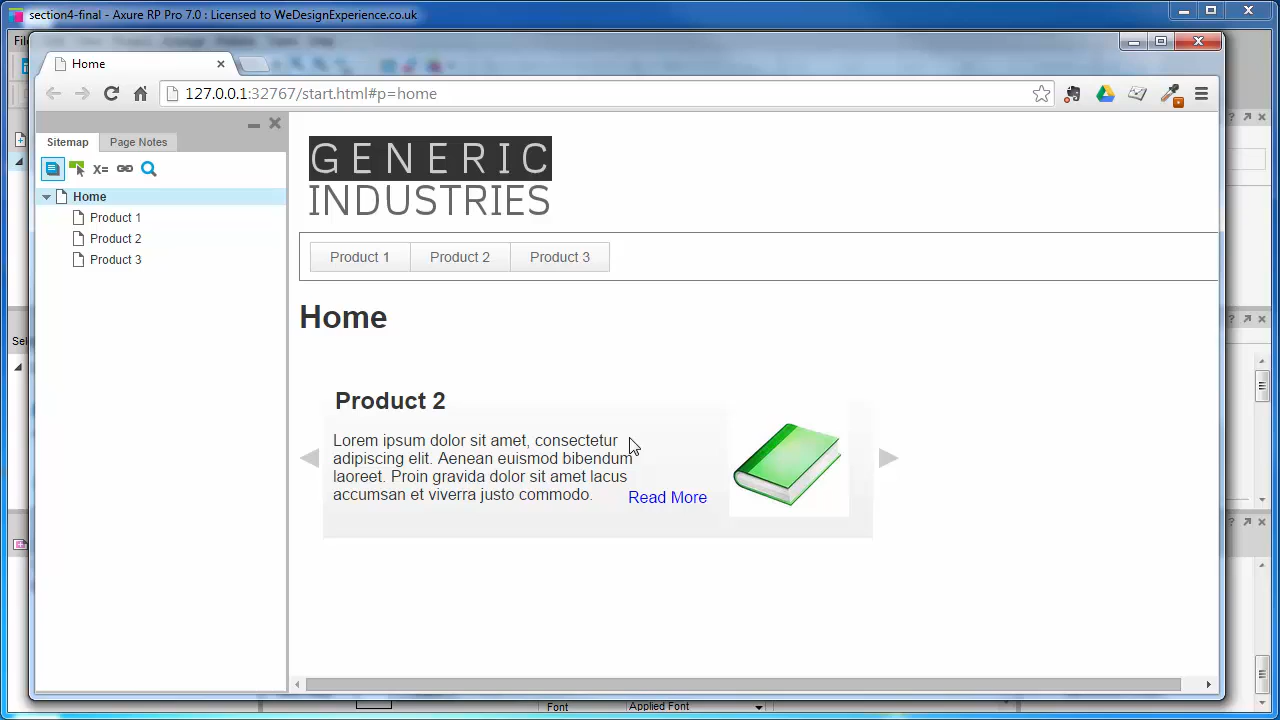 section4-final - Axure RP Pro 7.0 : Licensed to WeDesignExperience.co.uk
Home
127.0.0.1:32767/start.html#p=home
Sitemap
Page Notes
X=
Home
Product 1
Product 2
Product 3
GENERIC
INDUSTRIES
Product 1
Product 2
Product 3
Home
Product 2
Lorem ipsum dolor sit amet, consectetur
adipiscing elit. Aenean euismod bibendum
laoreet. Proin gravida dolor sit amet lacus
accumsan et viverra justo commodo.
Read More
Font
Applied Font